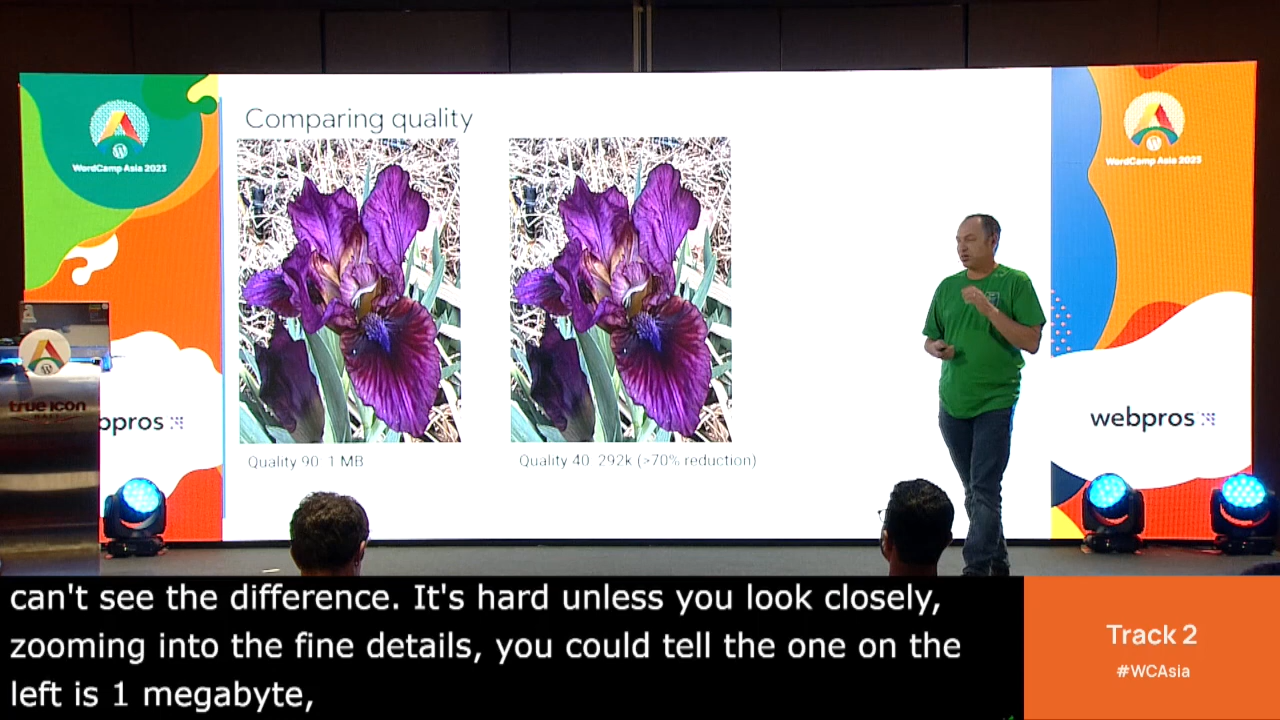 Comparing quality
WordCamp Asia 2023
WordCamp Asia 2023
true icon
HALL
webpros
webpros
Quality 90: 1 MB
Quality 40: 292k (>70% reduction)
can't see the difference. It's hard unless you look closely,
zooming into the fine details, you could tell the one on the
left is 1 megabyte,
Track 2
#WCAsia